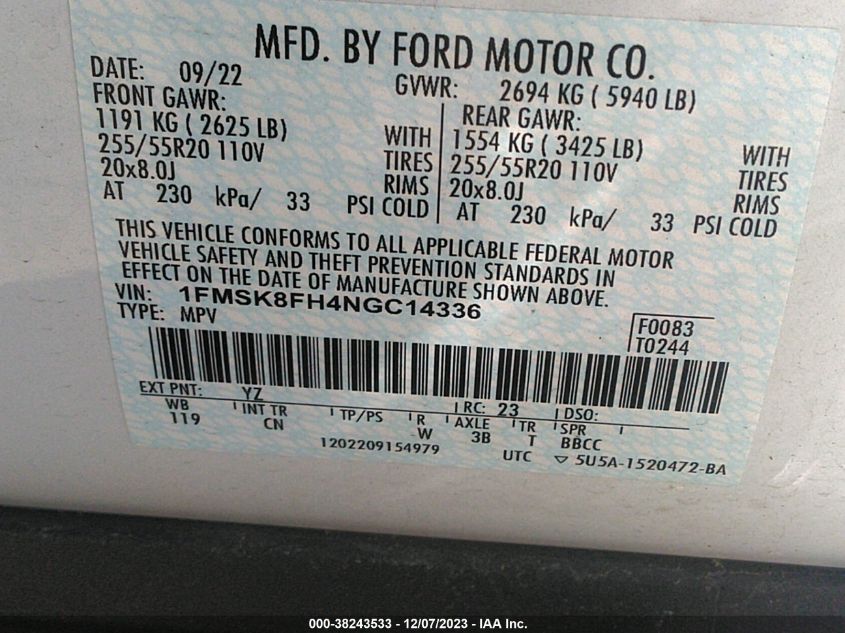 MFD. BY FORD MOTOR CO.
DATE: 09/22 GVWR: 2694 KG ( 5940 LB)
FRONT GAWR: REAR GAWR:
1191 KG ( 2625 LB) WITH 1554 KG ( 3425 LB) WITH
255/55R20 110V TIRES 255/55R20 110V TIRES
20x8.0J RIMS 20x8.0J RIMS
AT 230 kPa/ 33 PSI COLD AT 230 kPa/ 33 PSI COLD
THIS VEHICLE CONFORMS TO ALL APPLICABLE FEDERAL MOTOR
VEHICLE SAFETY AND THEFT PREVENTION STANDARDS IN
EFFECT ON THE DATE OF MANUFACTURE SHOWN ABOVE.
VIN: 1FMSK8FH4NGC14336
TYPE: MPV
F0083
T0244
EXT PNT: YZ RC: 23 DSO:
WB INT TR TP/PS R AXLE TR SPR
119 CN W 3B T BBCC
1202209154979 UTC ▽ 5U5A-1520472-BA
000-38243533 - 12/07/2023 - IAA Inc.